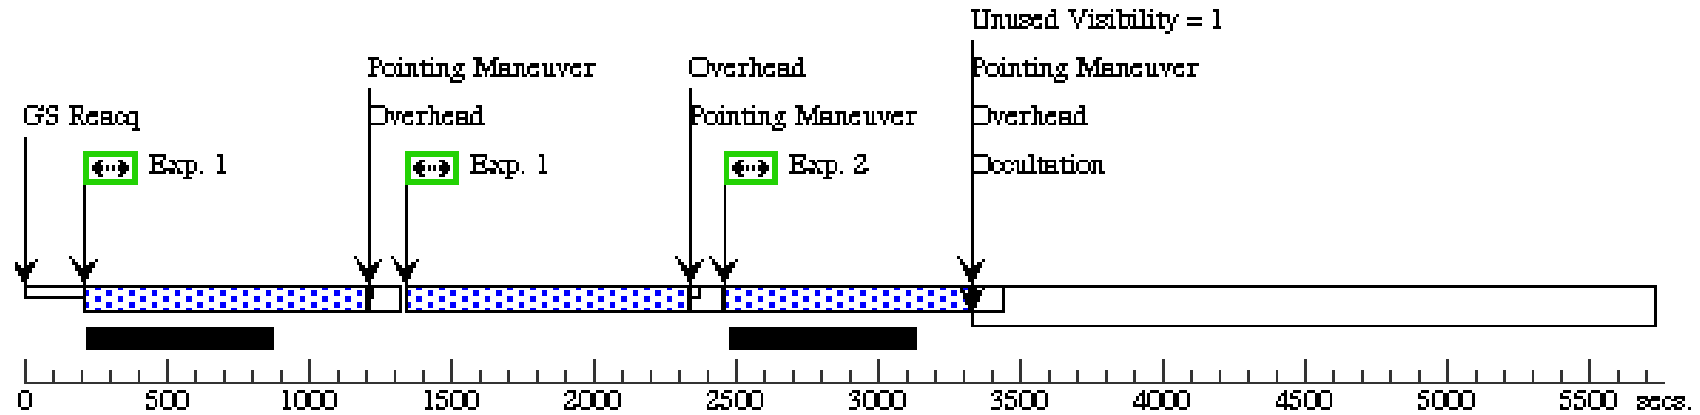 Unused Visibility = 1
Pointing Maneuver Overhead Pointing Maneuver
GS Reacq Overhead Pointing Maneuver Overhead
Exp. 1 Exp. 1 Exp. 2 Occultation
0 500 1000 1500 2000 2500 3000 3500 4000 4500 5000 5500 secs.